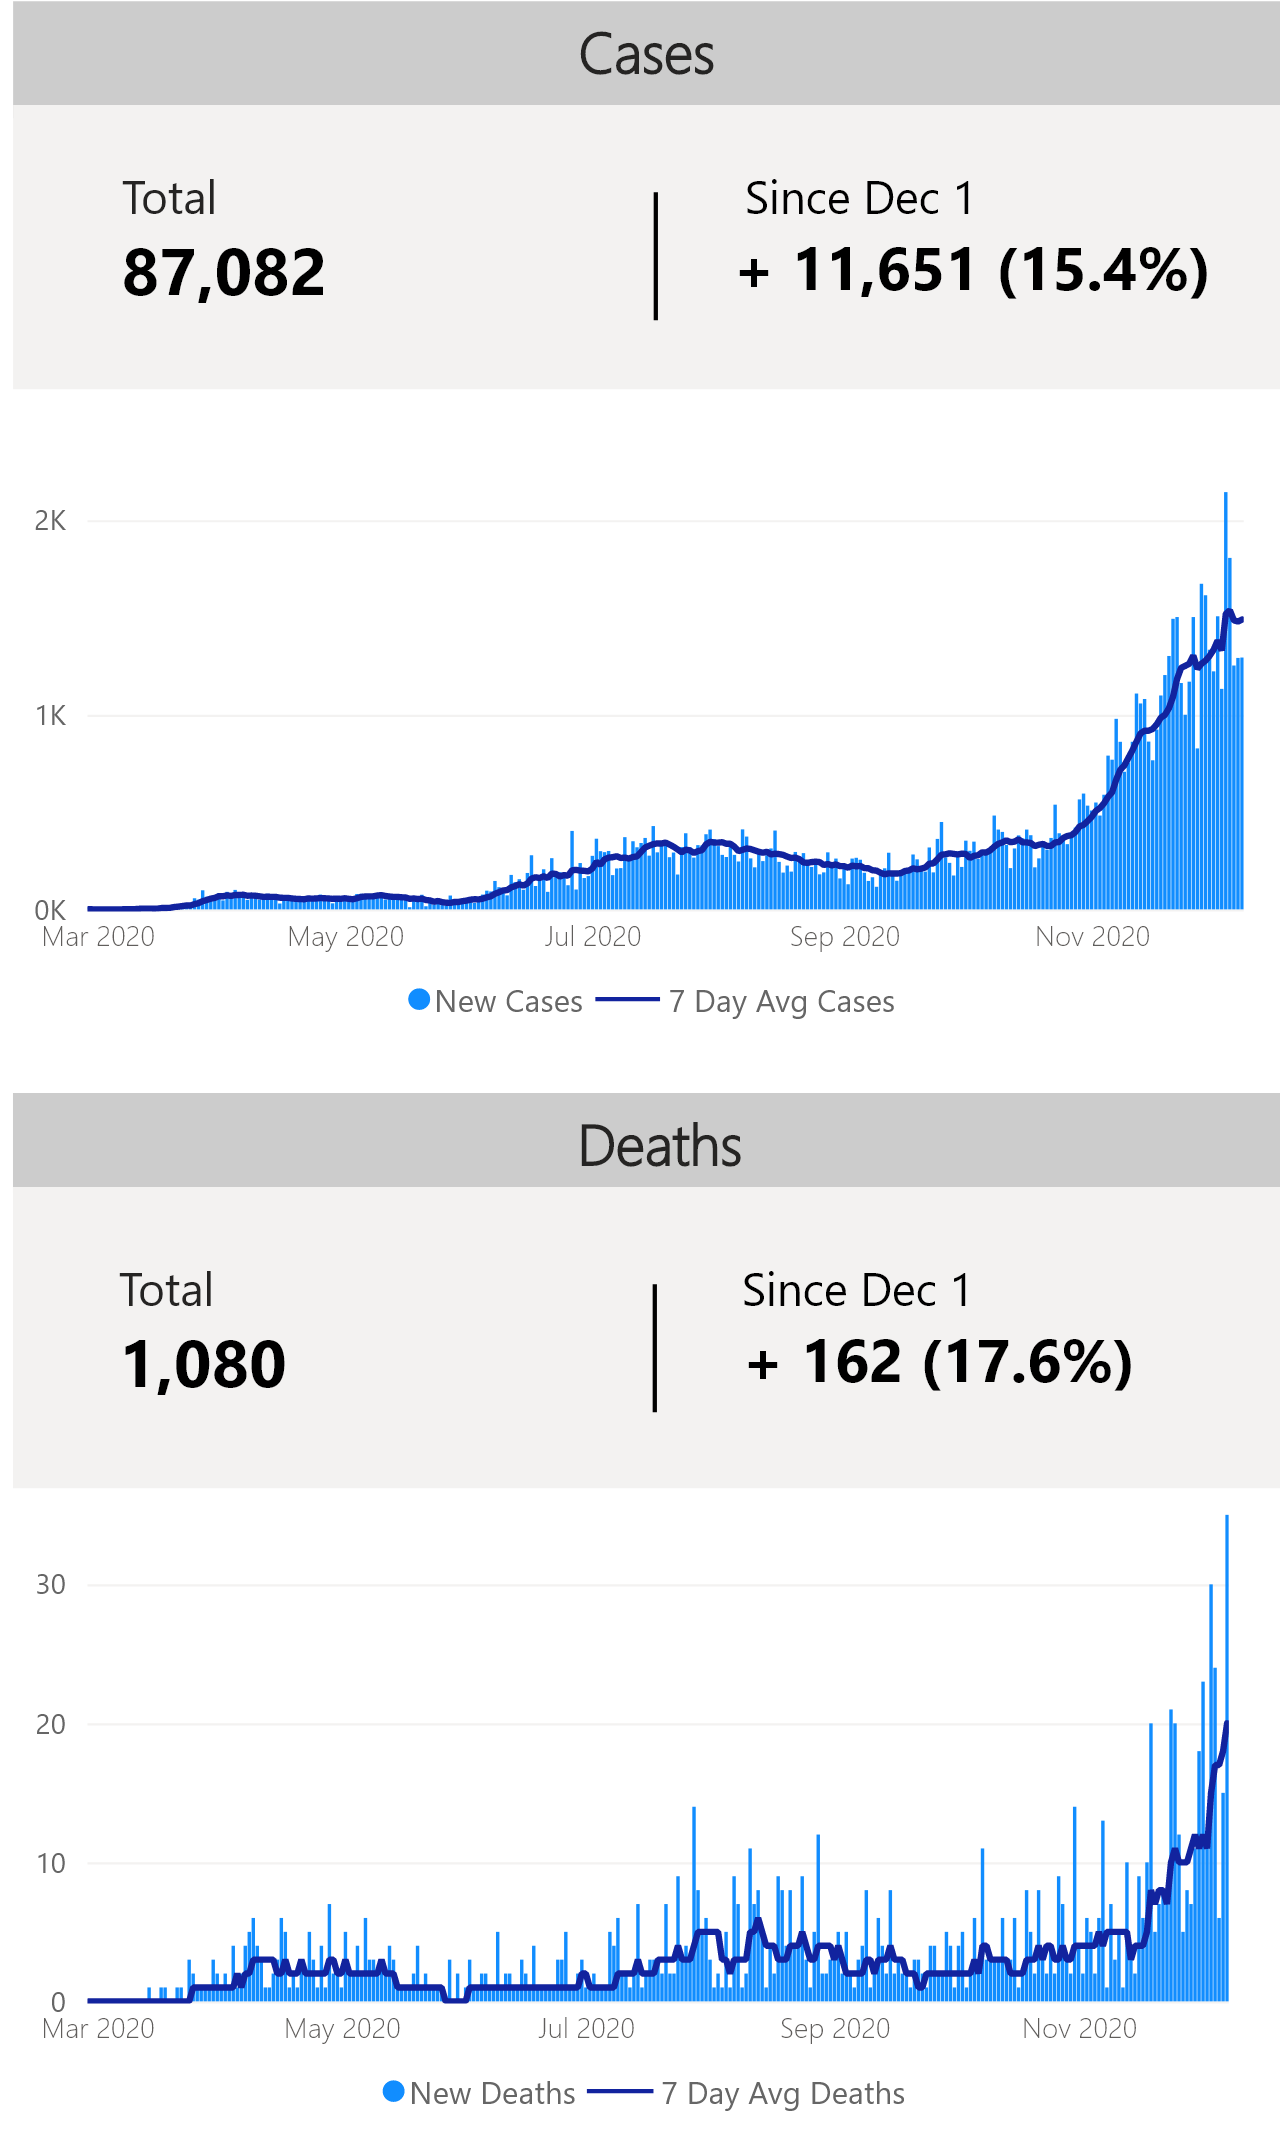 Cases
Total
Since Dec 1
87,082
+ 11,651 (15.4%)
2K
1K
0K
Mar 2020
May 2020
Jul 2020
Sep 2020
Nov 2020
New Cases
7 Day Avg Cases
Deaths
Total
Since Dec 1
1,080
+ 162 (17.6%)
30
20
10
0
Mar 2020
May 2020
Jul 2020
Sep 2020
Nov 2020
New Deaths
7 Day Avg Deaths